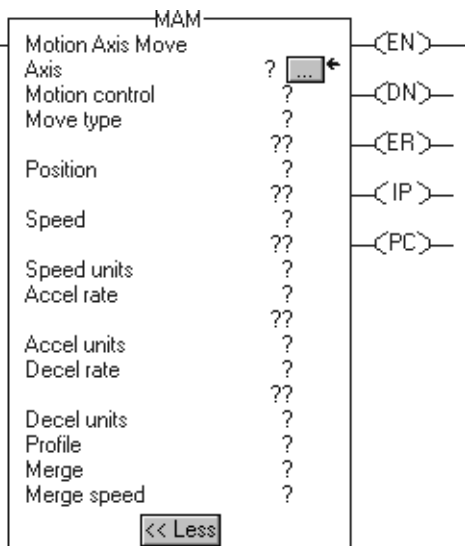 MAM
Motion Axis Move (EN)
Axis ? ...
Motion control ? (DN)
Move type ?
?? (ER)
Position ?
?? (IP)
Speed ?
?? (PC)
Speed units ?
Accel rate ?
??
Accel units ?
Decel rate ?
??
Decel units ?
Profile ?
Merge ?
Merge speed ?
<< Less